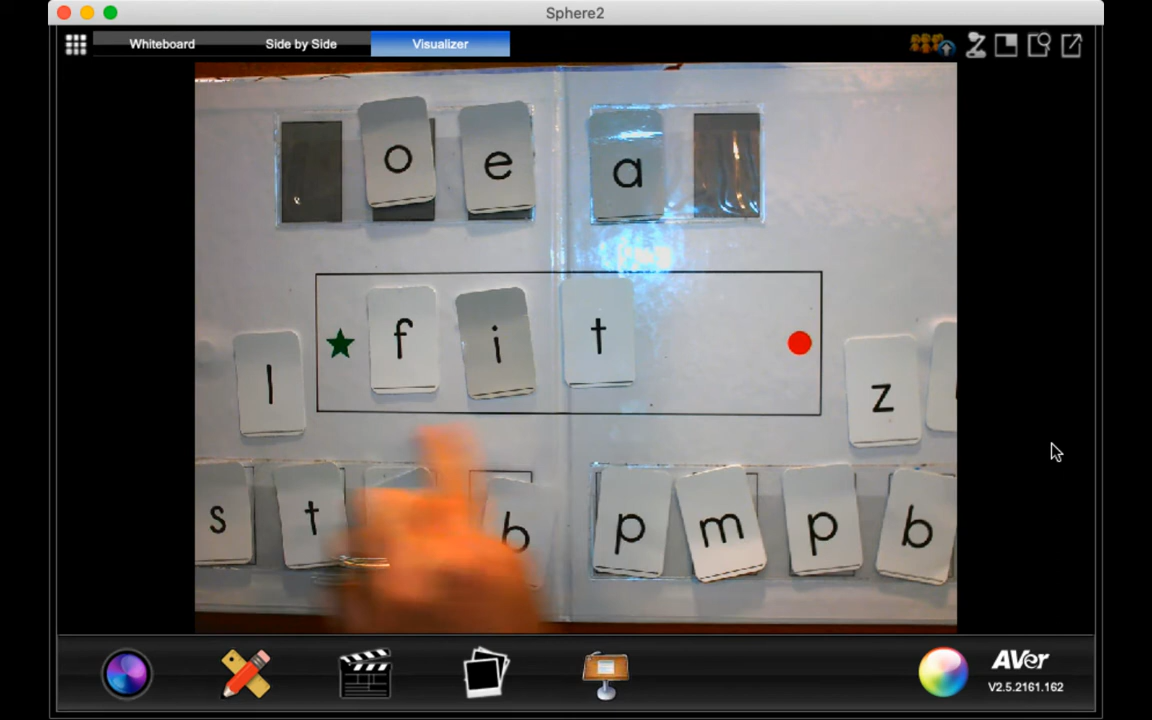 Sphere2
Whiteboard Side by Side Visualizer
o e a
f i t
l z
s t b p m p b
AVer
V2.5.2161.162